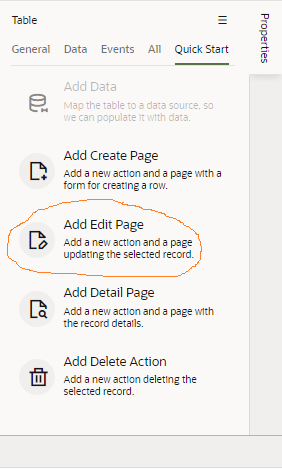 Table
Properties
General Data Events All Quick Start
Add Data
Map the table to a data source, so
we can populate it with data.
Add Create Page
Add a new action and a page with a
form for creating a row.
Add Edit Page
Add a new action and a page
updating the selected record.
Add Detail Page
Add a new action and a page with
the record details.
Add Delete Action
Add a new action deleting the
selected record.